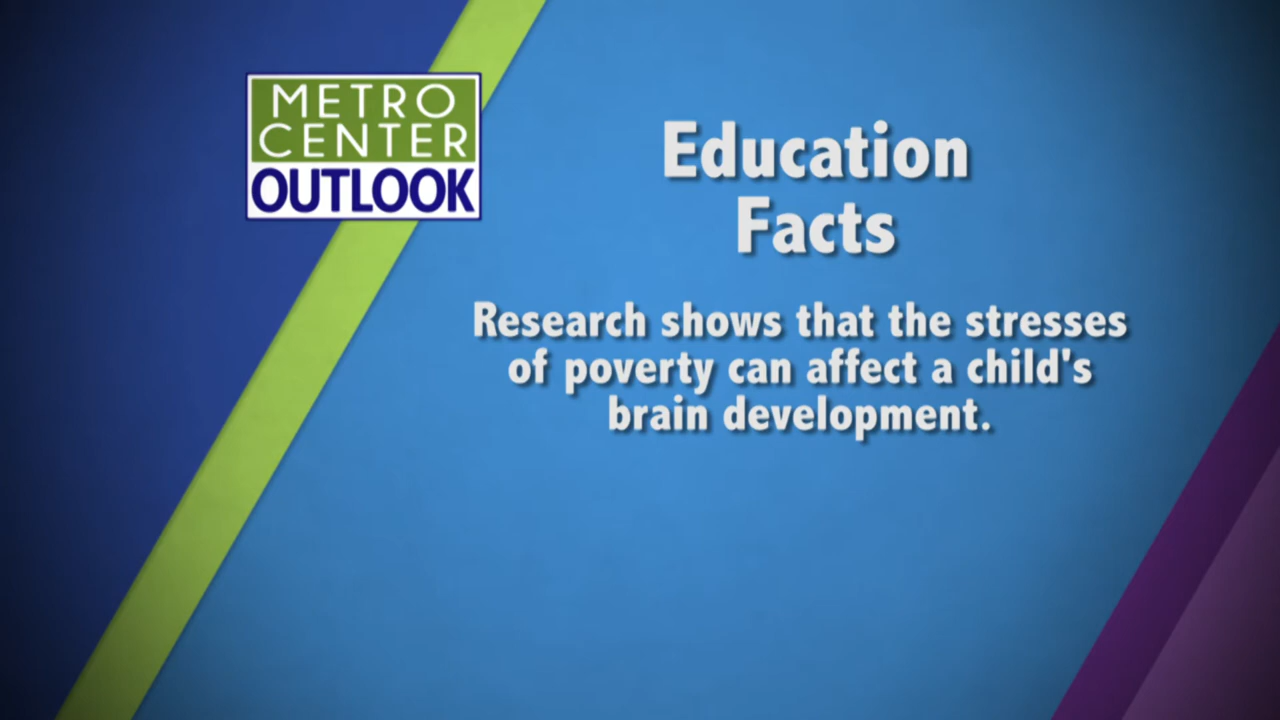 METRO
CENTER
OUTLOOK
Education
Facts
Research shows that the stresses
of poverty can affect a child's
brain development.